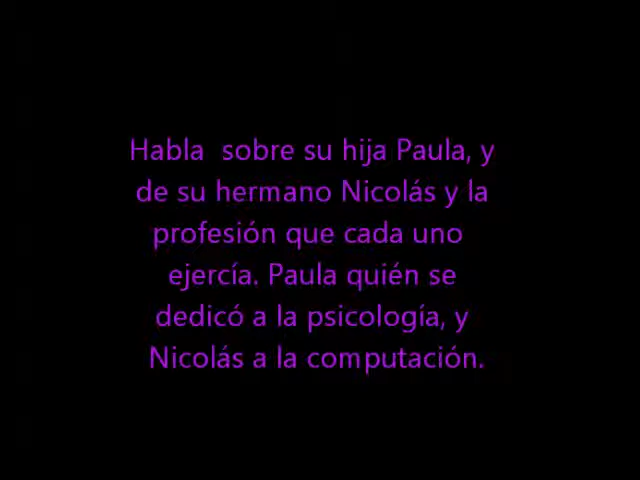 Habla  sobre su hija Paula, y
de su hermano Nicolás y la
profesión que cada uno
ejercía. Paula quién se
dedicó a la psicología, y
Nicolás a la computación.